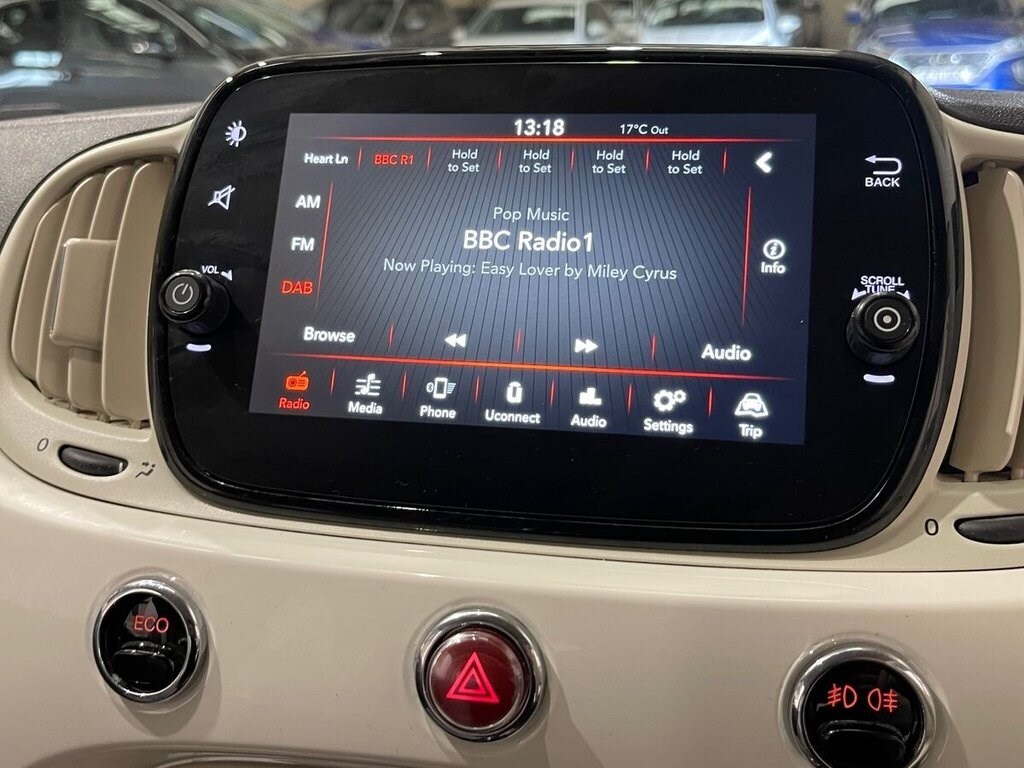 13:18 17°C Out
Heart Ln BBC R1 Hold to Set Hold to Set Hold to Set Hold to Set
AM
Pop Music
BACK
FM
BBC Radio1
Info
Now Playing: Easy Lover by Miley Cyrus
VOL
DAB
SCROLL
TUNE
Browse Audio
Radio Media Phone Uconnect Audio Settings Trip
0
0
ECO